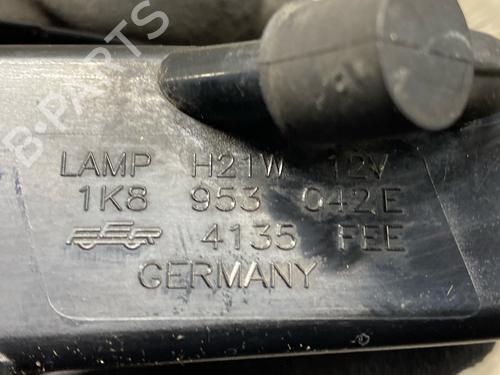 B-PARTS
LAMP H21W 12V
1K8 953 042E
4135 FEE
GERMANY